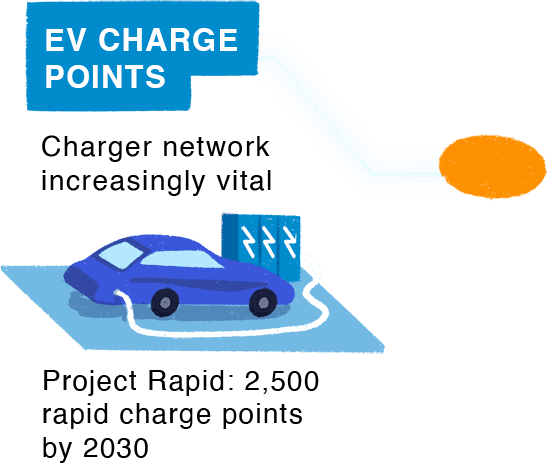 EV CHARGE
POINTS
Charger network
increasingly vital
Project Rapid: 2,500
rapid charge points
by 2030